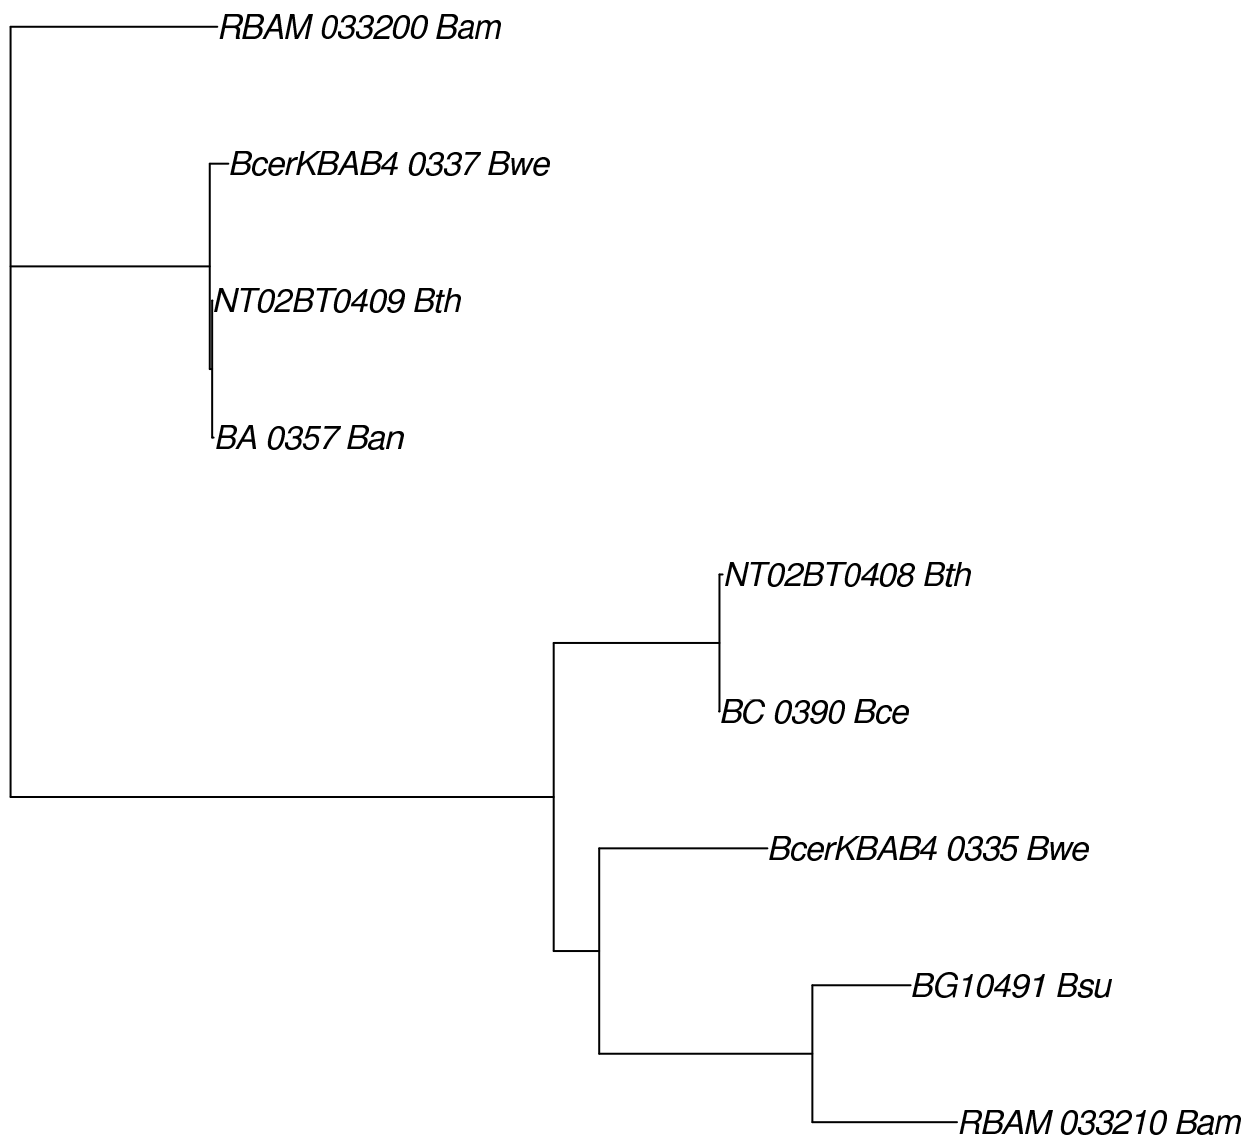 RBAM 033200 Bam
BcerKBAB4 0337 Bwe
NT02BT0409 Bth
BA 0357 Ban
NT02BT0408 Bth
BC 0390 Bce
BcerKBAB4 0335 Bwe
BG10491 Bsu
RBAM 033210 Bam